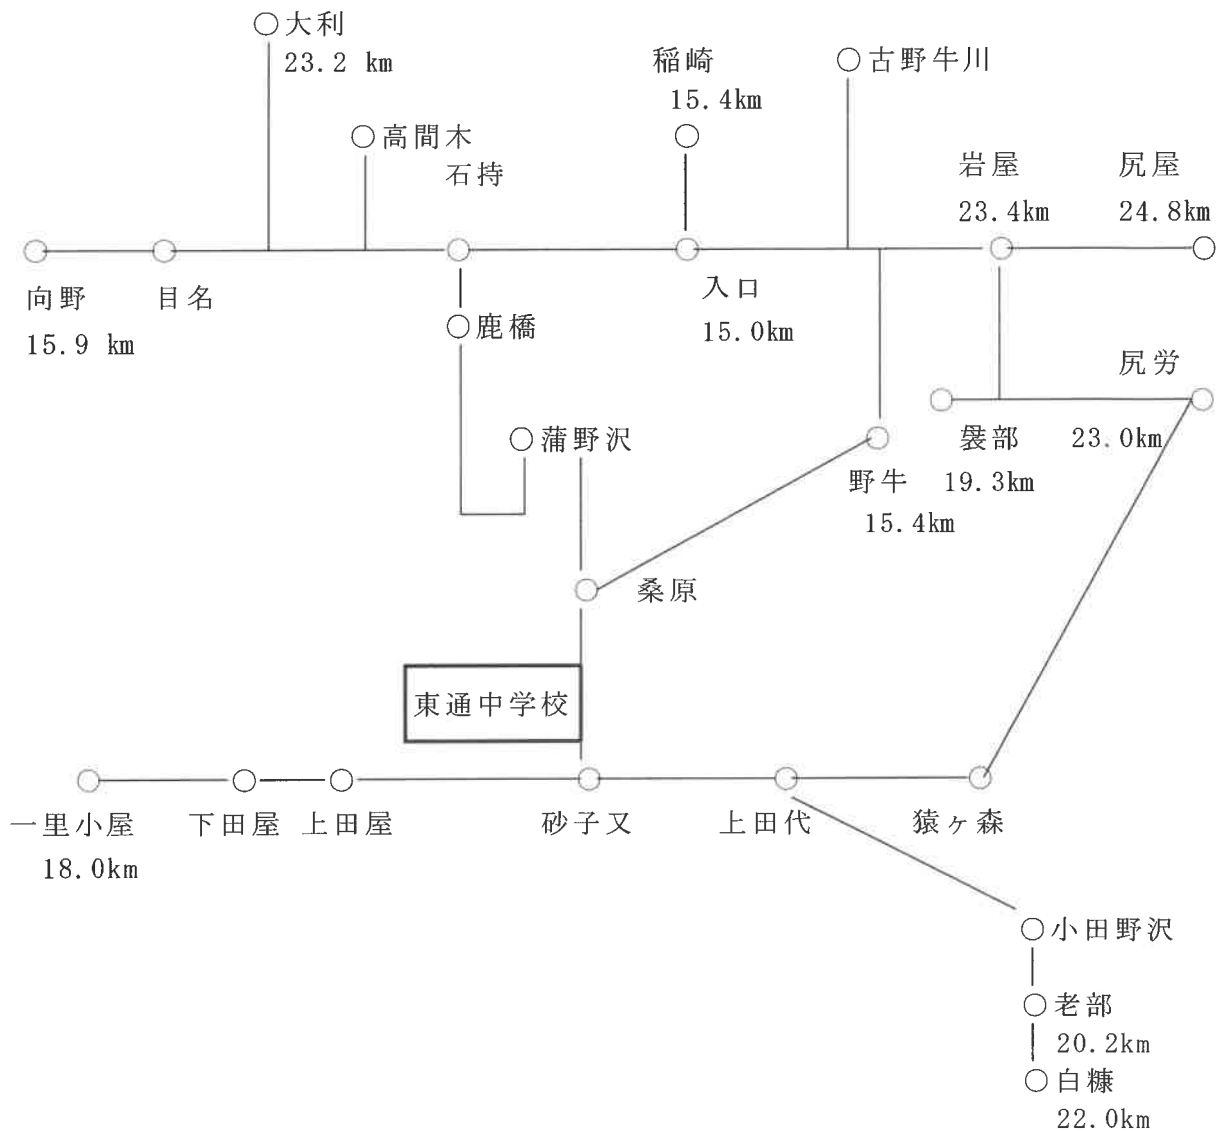 大利
23.2 km
稲崎
15.4km
古野牛川
高間木
石持
岩屋
23.4km
尻屋
24.8km
向野
15.9 km
目名
鹿橋
入口
15.0km
尻労
23.0km
蒲野沢
袰部
19.3km
野牛
15.4km
桑原
東通中学校
一里小屋
18.0km
下田屋
上田屋
砂子又
上田代
猿ヶ森
小田野沢
老部
20.2km
白糠
22.0km